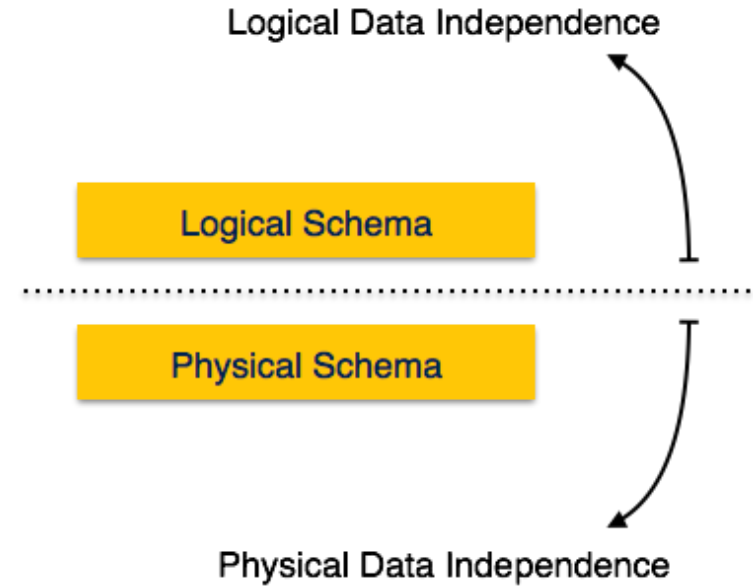 Logical Data Independence
Logical Schema
Physical Schema
Physical Data Independence